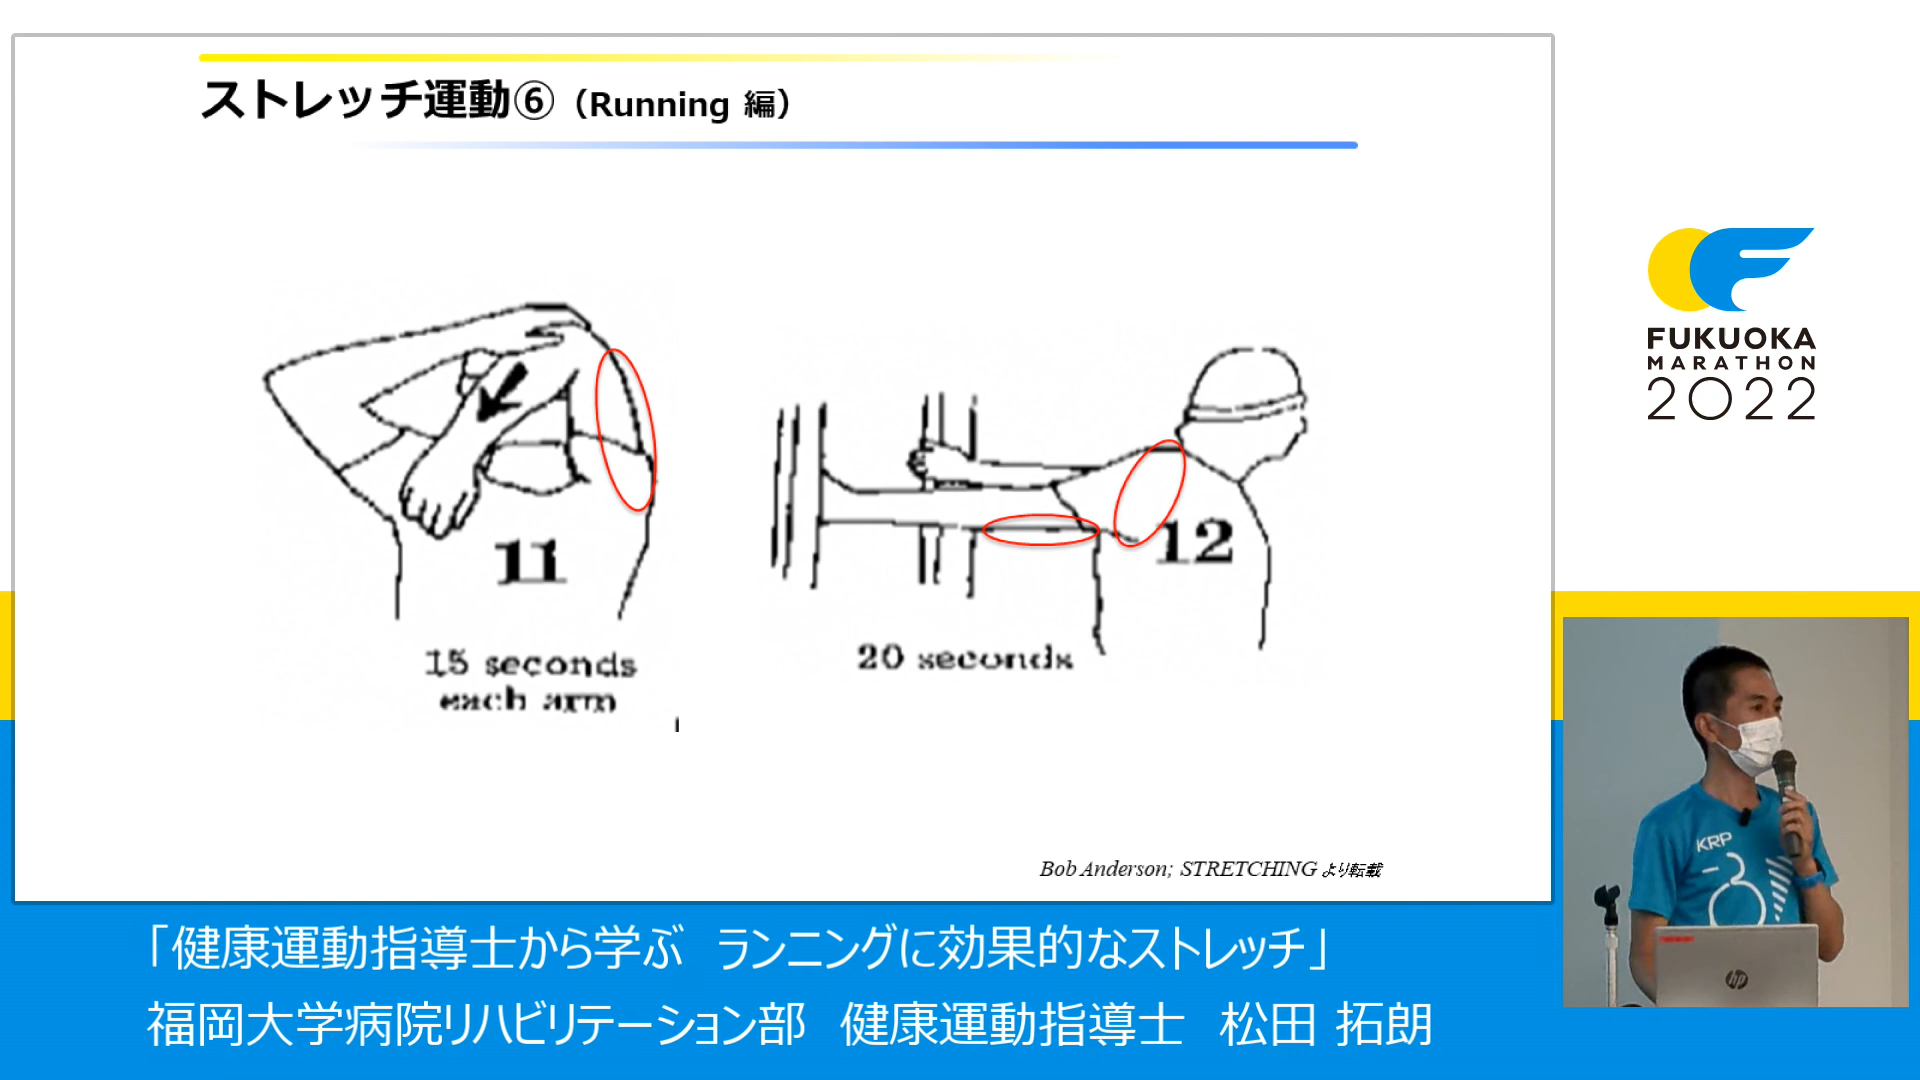 ストレッチ運動⑥（Running 編）
11
15 seconds
each arm
12
20 seconds
Bob Anderson; STRETCHING より転載
FUKUOKA
MARATHON
2022
KRP
hp
「健康運動指導士から学ぶ　ランニングに効果的なストレッチ」
福岡大学病院リハビリテーション部　健康運動指導士　松田 拓朗